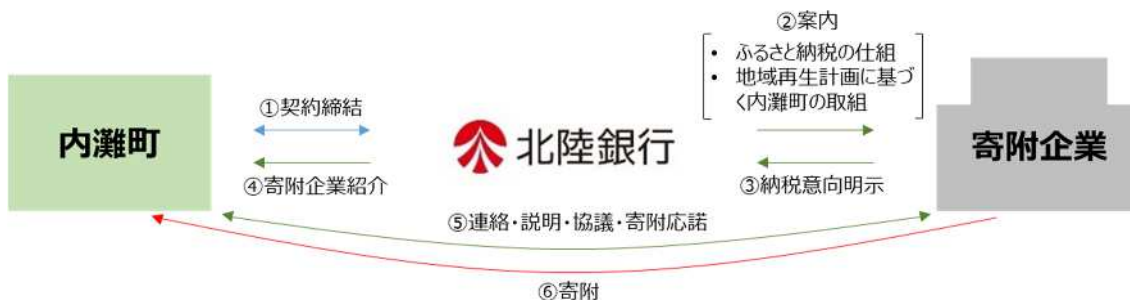 ②案内
• ふるさと納税の仕組
• 地域再生計画に基づ
く内灘町の取組
①契約締結
内灘町
北陸銀行
寄附企業
④寄附企業紹介
③納税意向明示
⑤連絡・説明・協議・寄附応諾
⑥寄附